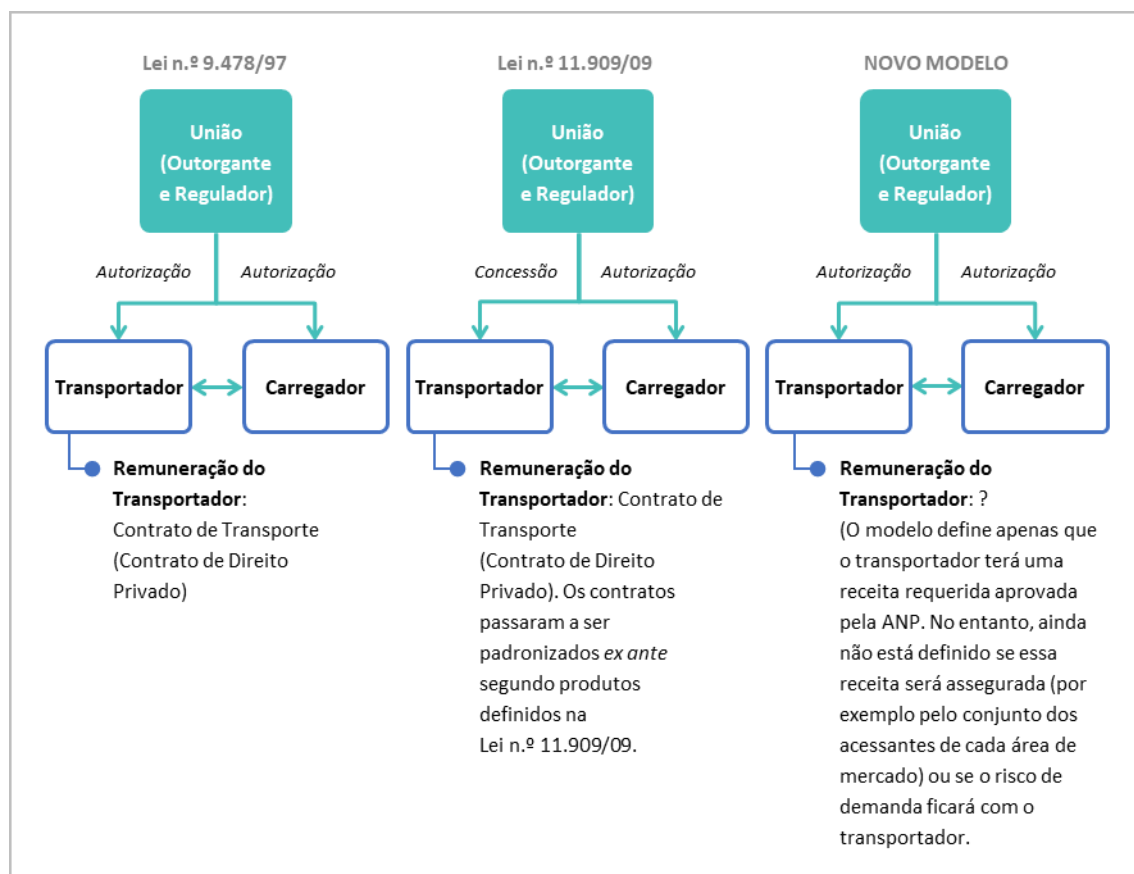 Lei n.º 9.478/97
União
(Outorgante
e Regulador)
Autorização
Autorização
Transportador
Carregador
Remuneração do
Transportador:
Contrato de Transporte
(Contrato de Direito
Privado)
Lei n.º 11.909/09
União
(Outorgante
e Regulador)
Concessão
Autorização
Transportador
Carregador
Remuneração do
Transportador: Contrato de
Transporte
(Contrato de Direito
Privado). Os contratos
passaram a ser
padronizados ex ante
segundo produtos
definidos na
Lei n.º 11.909/09.
NOVO MODELO
União
(Outorgante
e Regulador)
Autorização
Autorização
Transportador
Carregador
Remuneração do
Transportador: ?
(O modelo define apenas que
o transportador terá uma
receita requerida aprovada
pela ANP. No entanto, ainda
não está definido se essa
receita será assegurada (por
exemplo pelo conjunto dos
acessantes de cada área de
mercado) ou se o risco de
demanda ficará com o
transportador.